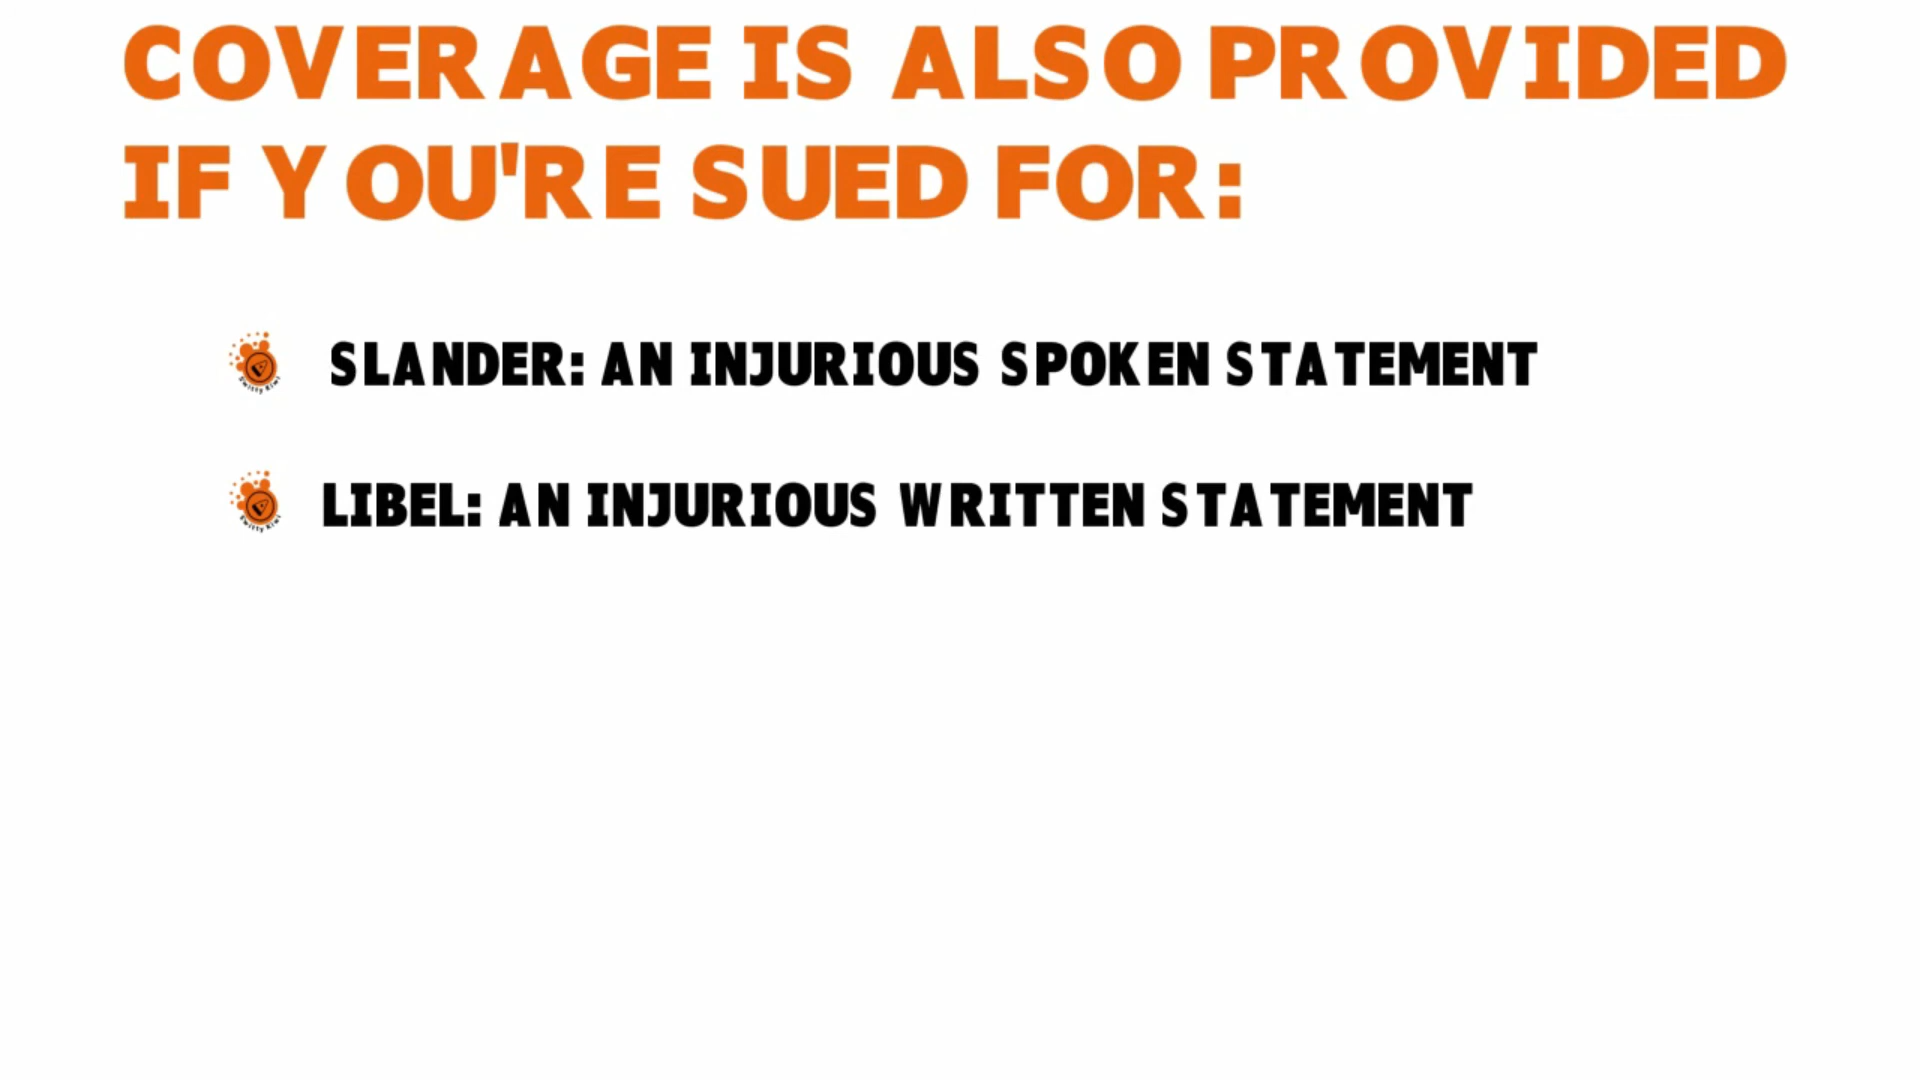 COVERAGE IS ALSO PROVIDED
IF YOU'RE SUED FOR:
SLANDER: AN INJURIOUS SPOKEN STATEMENT
LIBEL: AN INJURIOUS WRITTEN STATEMENT